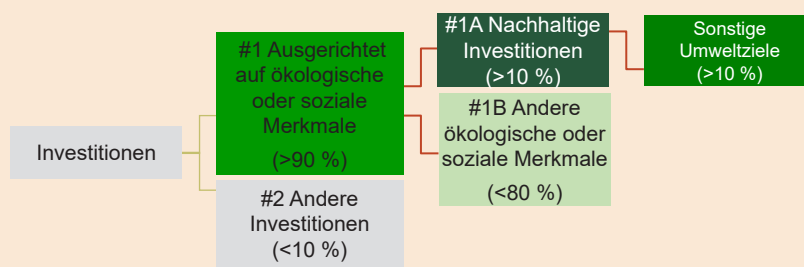 Investitionen
#1 Ausgerichtet
auf ökologische
oder soziale
Merkmale
(>90 %)
#2 Andere
Investitionen
(<10 %)
#1A Nachhaltige
Investitionen
(>10 %)
#1B Andere
ökologische oder
soziale Merkmale
(<80 %)
Sonstige
Umweltziele
(>10 %)